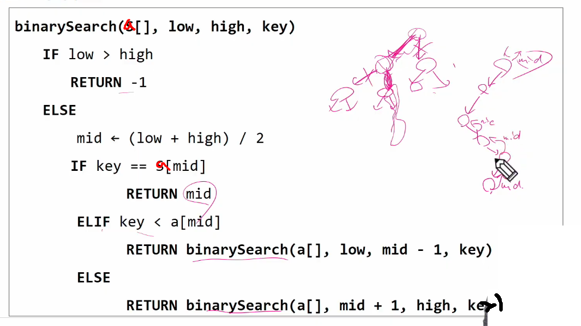 binarySearch(a[], low, high, key)
IF low > high
RETURN -1
ELSE
mid ← (low + high) / 2
IF key == a[mid]
RETURN mid
ELIF key < a[mid]
RETURN binarySearch(a[], low, mid - 1, key)
ELSE
RETURN binarySearch(a[], mid + 1, high, key)
mid
mid
mid